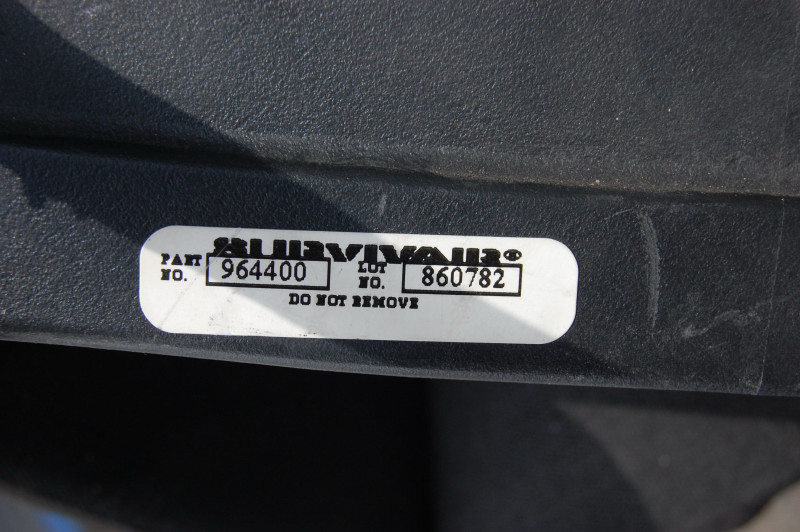 SURVIVAIR®
PART NO. 964400 LOT NO. 860782
DO NOT REMOVE